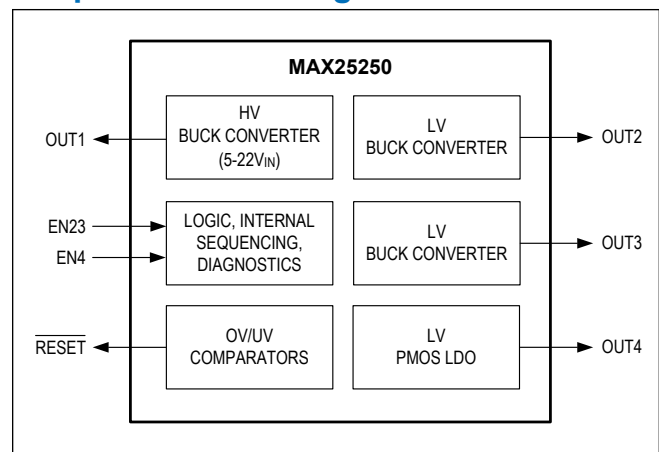 MAX25250
HV
BUCK CONVERTER
(5-22VIN)
LV
BUCK CONVERTER
OUT1
OUT2
LOGIC, INTERNAL
SEQUENCING,
DIAGNOSTICS
LV
BUCK CONVERTER
EN23
EN4
OUT3
OV/UV
COMPARATORS
LV
PMOS LDO
RESET
OUT4